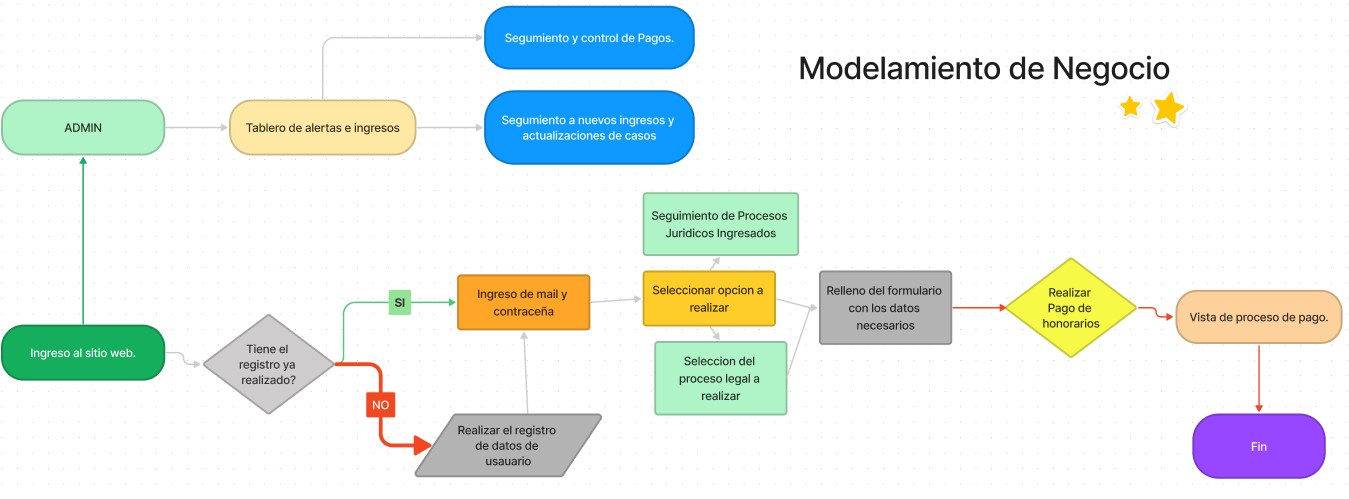 Segumiento y control de Pagos.
Modelamiento de Negocio
ADMIN
Tablero de alertas e ingresos
Segumiento a nuevos ingresos y
actualizaciones de casos
Seguimiento de Procesos
Juridicos Ingresados
Ingreso al sitio web.
Tiene el
registro ya
realizado?
SI
NO
Ingreso de mail y
contraceña
Realizar el registro
de datos de
usauario
Seleccionar opcion a
realizar
Seleccion del
proceso legal a
realizar
Relleno del formulario
con los datos
necesarios
Realizar
Pago de
honorarios
Vista de proceso de pago.
Fin